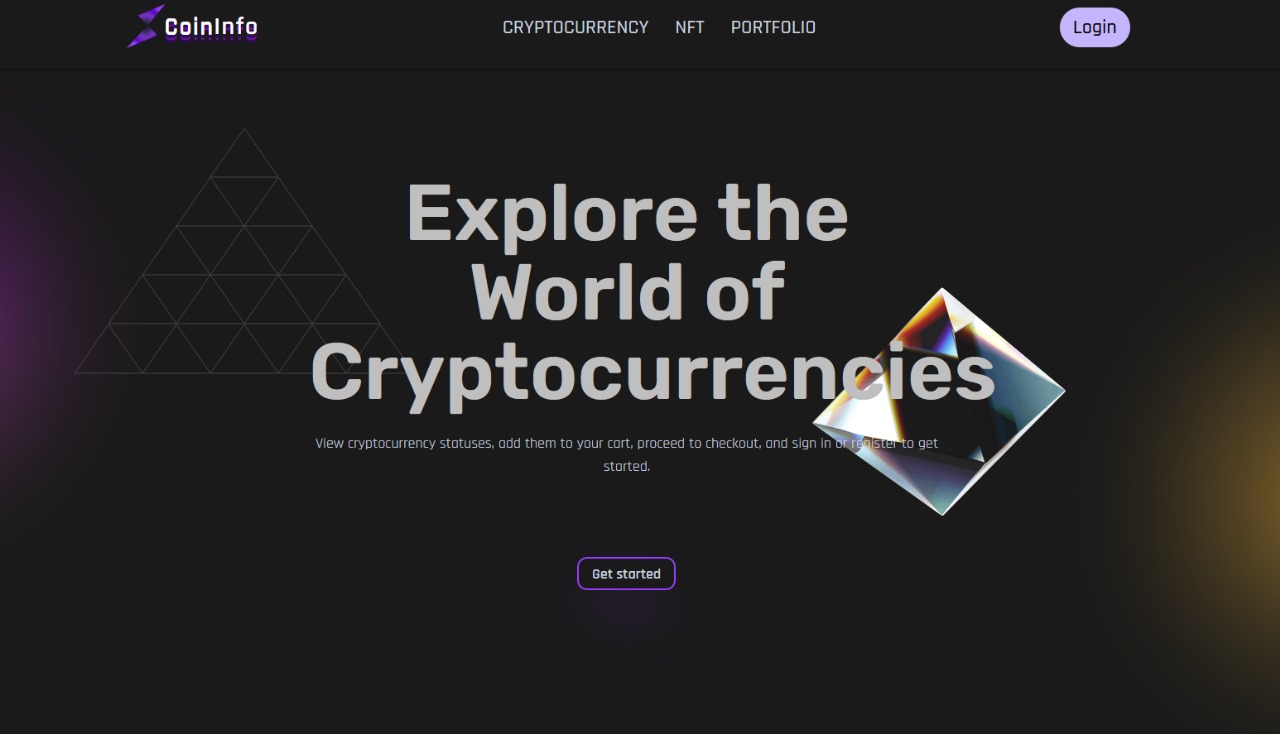 CoinInfo
CRYPTOCURRENCY NFT PORTFOLIO
Login
Explore the
World of
Cryptocurrencies
View cryptocurrency statuses, add them to your cart, proceed to checkout, and sign in or register to get
started.
Get started